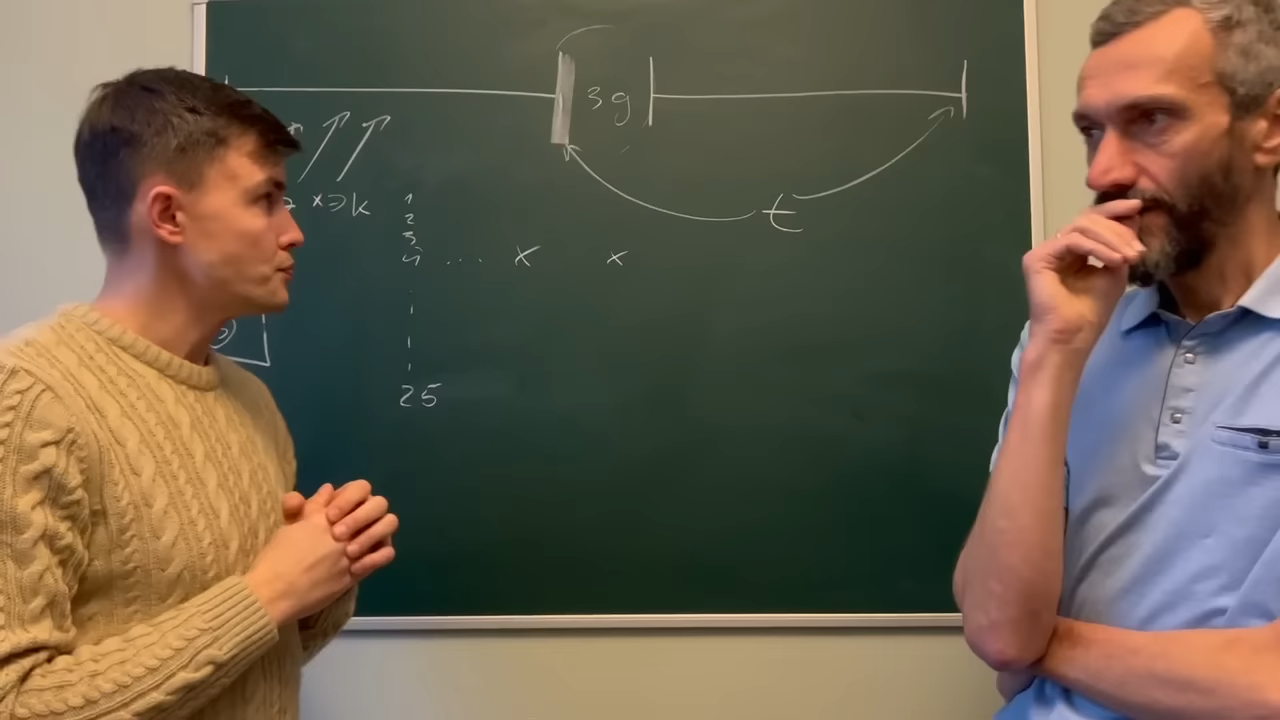 3g
t
x => k
1
2
3
4 .... x x
25